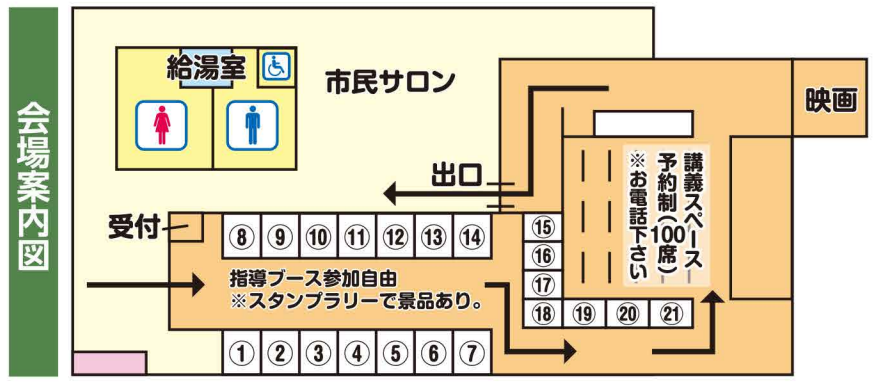 会場案内図
給湯室
市民サロン
映画
出口
講義スペース
予約制(100席)
※お電話下さい
受付
⑧ ⑨ ⑩ ⑪ ⑫ ⑬ ⑭
⑮
⑯
⑰
⑱ ⑲ ⑳ ㉑
指導ブース参加自由
※スタンプラリーで景品あり。
① ② ③ ④ ⑤ ⑥ ⑦